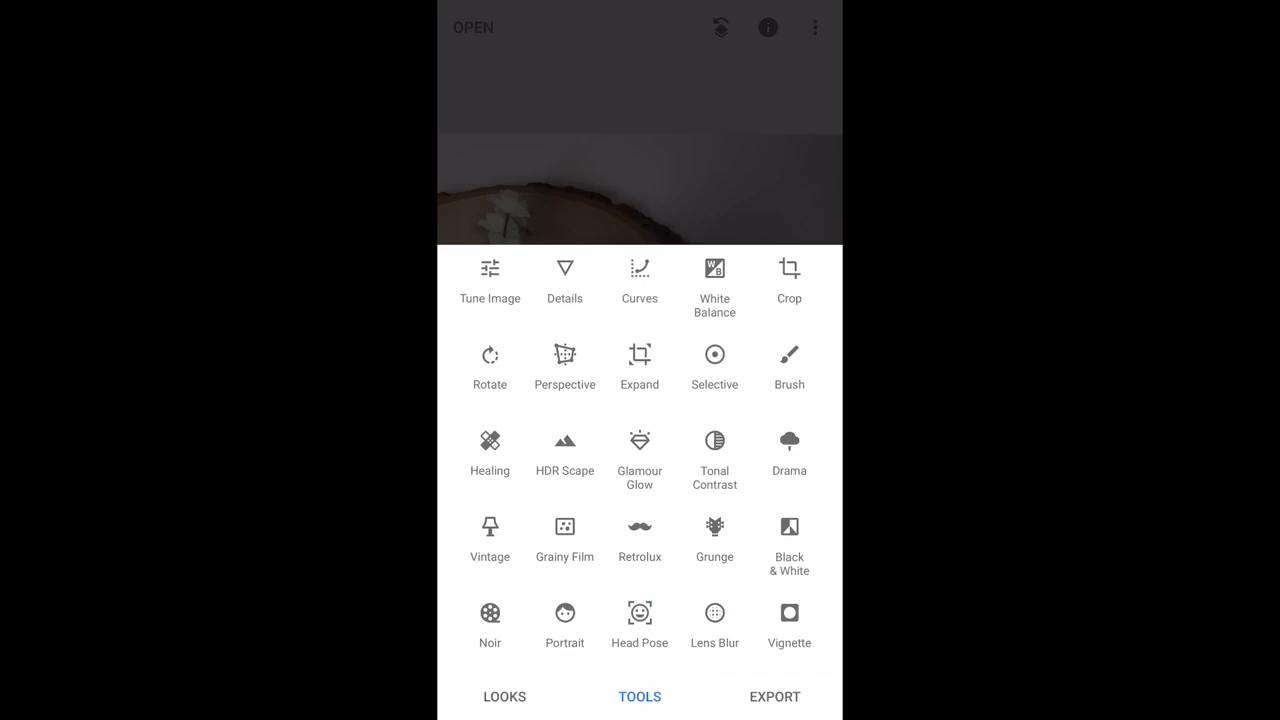 OPEN
Tune Image
Details
Curves
White
Balance
Crop
Rotate
Perspective
Expand
Selective
Brush
Healing
HDR Scape
Glamour
Glow
Tonal
Contrast
Drama
Vintage
Grainy Film
Retrolux
Grunge
Black
& White
Noir
Portrait
Head Pose
Lens Blur
Vignette
LOOKS
TOOLS
EXPORT